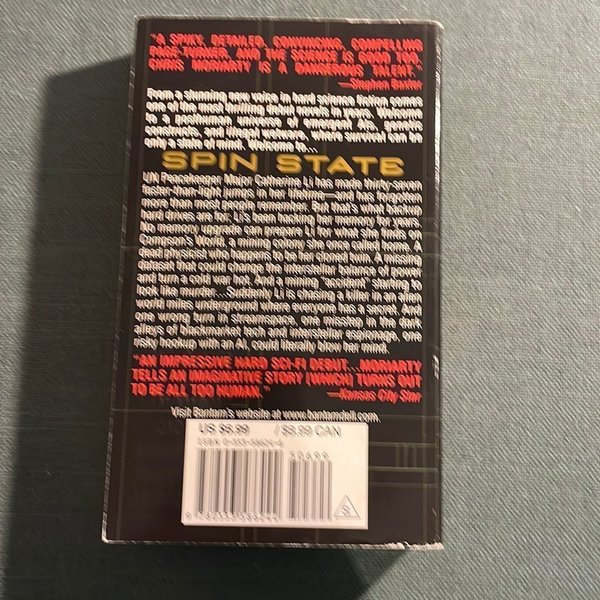 "A SPIKY, DETAILED, CONVINCING, COMPELLING
PAGE-TURNER, AND THE SCIENCE IS GOOD TOO.
CHRIS MORIARTY IS A DANGEROUS TALENT."
—Stephen Baxter
From a stunning new voice in hard science fiction comes
one of the most thrilling debut novels in years. Welcome
to a posthuman universe of emergent AIs, genetic
constructs, and illegal wetware, where survival can be
only a state of mind. Welcome to...
SPIN STATE
UN Peacekeeper Major Catherine Li has made thirty-seven
faster-than-light jumps in her lifetime—and has forgotten
more than most people remember. But that's what backup
hard drives are for. Li's been hacking her memory for years.
No memory upgrade can prepare Li for what she finds on
Compson's World, a mining colony she once called home. A
dead physicist who happens to be her cloned twin. A missing
dataset that could change the interstellar balance of power
and turn a cold war hot. And a mining "accident" starting to
look like murder... Suddenly Li is chasing a killer in an alien
world miles underground where everyone has a secret. And
one wrong turn in streamspace, one misstep in the dark
alleys of blackmarket tech and interstellar espionage, one
risky hookup with an AI, could literally blow her mind.
"AN IMPRESSIVE HARD SCI-FI DEBUT...MORIARTY
TELLS AN IMAGINATIVE STORY [WHICH] TURNS OUT
TO BE ALL TOO HUMAN."
—Kansas City Star
Visit Bantam's website at www.bantamdell.com.
US $6.99 / $9.99 CAN
ISBN 0-553-58624-6
50699